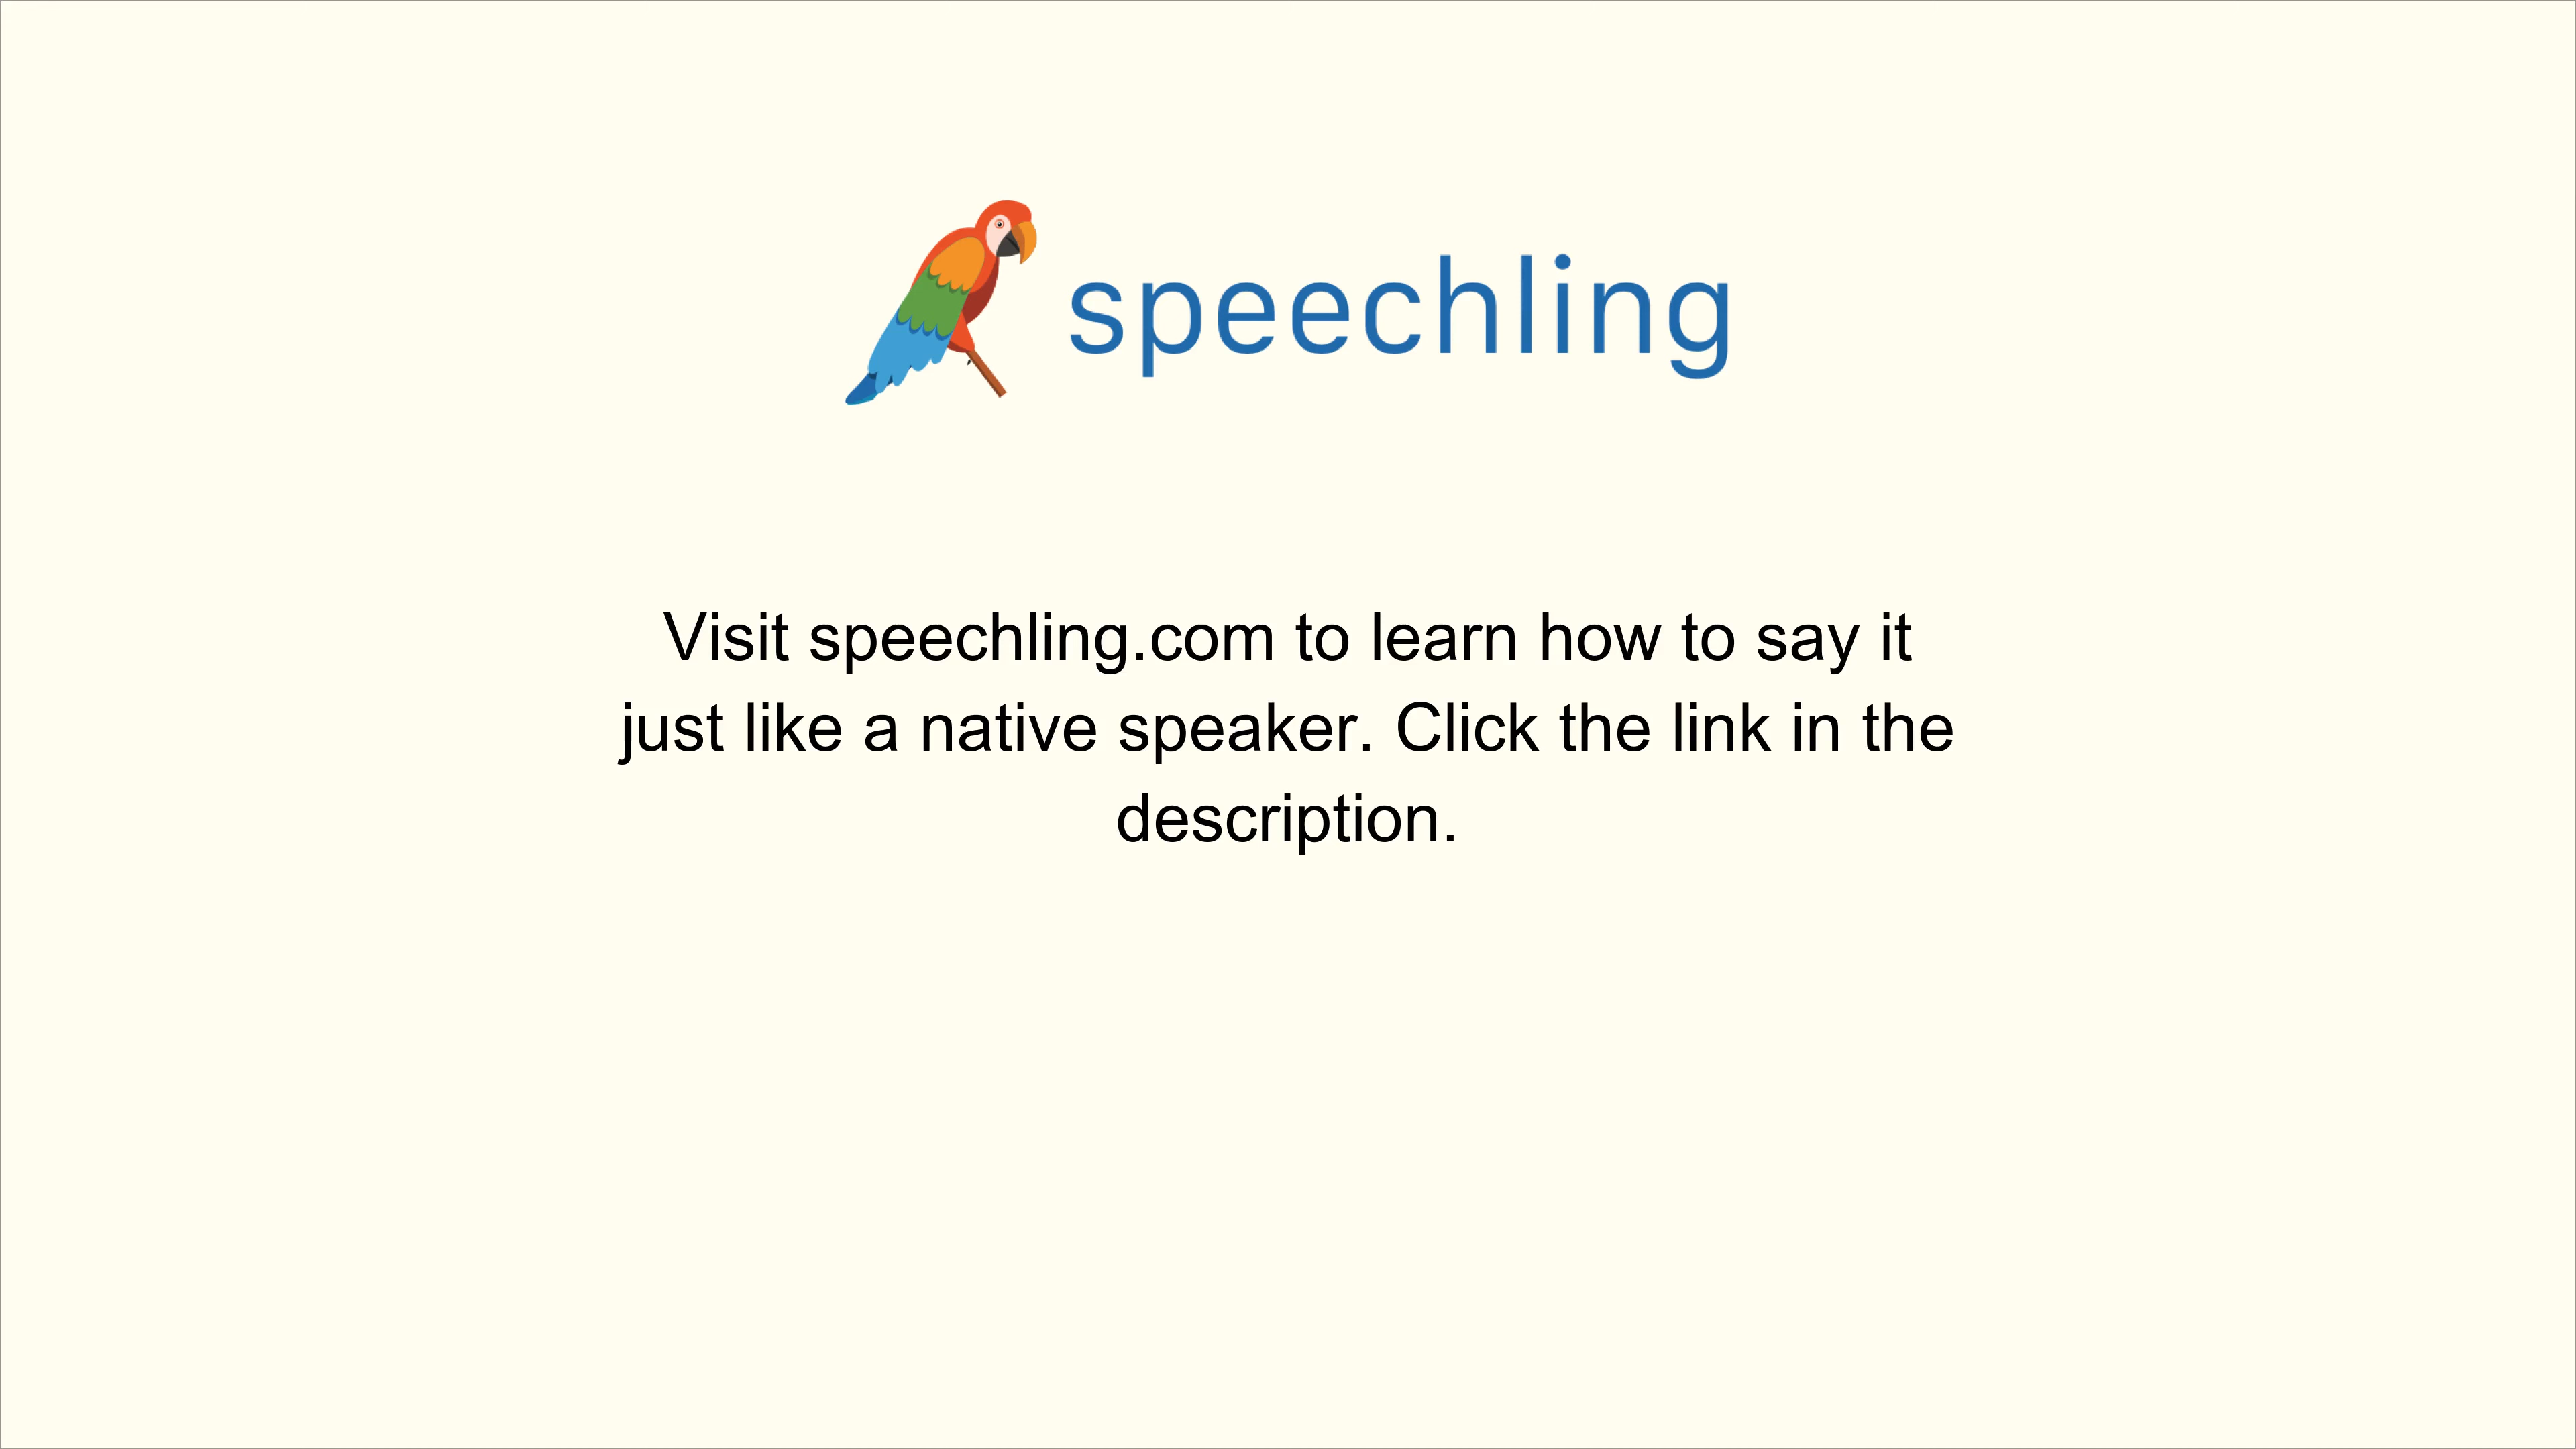 speechling
Visit speechling.com to learn how to say it
just like a native speaker. Click the link in the
description.